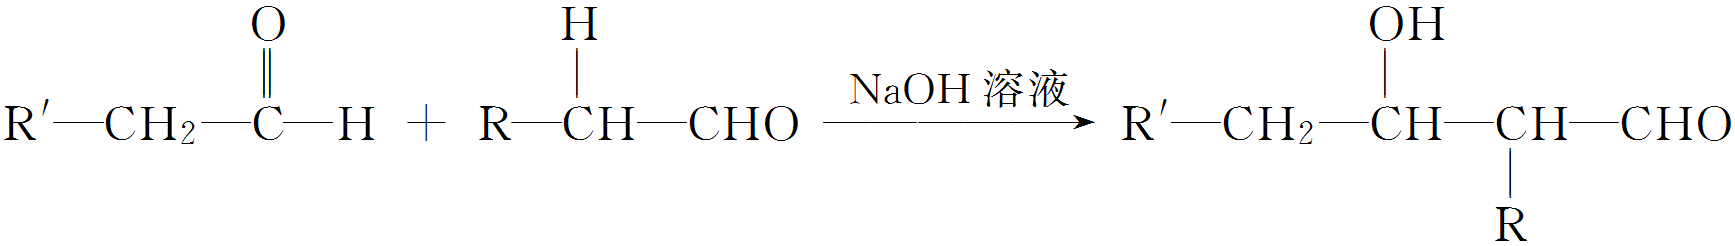 O H OH
R′—CH₂—C—H + R—CH—CHO NaOH 溶液 R′—CH₂—CH—CH—CHO
R